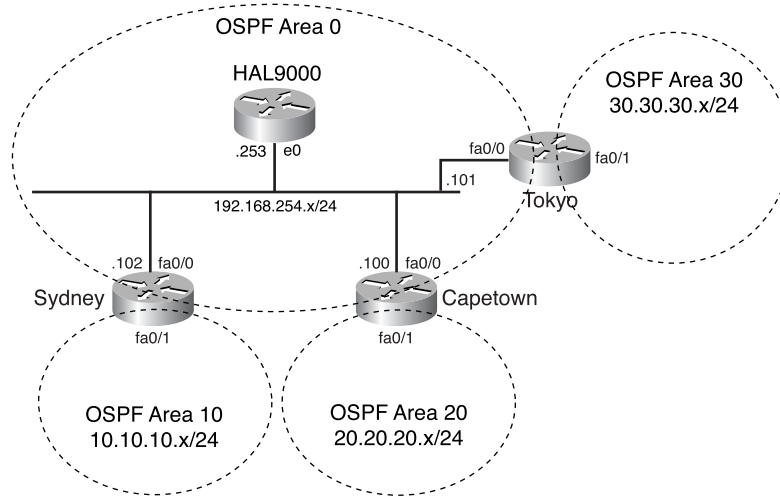 OSPF Area 0
HAL9000
.253 e0
192.168.254.x/24
fa0/0
.101
Tokyo
fa0/1
OSPF Area 30
30.30.30.x/24
.102 fa0/0
Sydney
fa0/1
.100 fa0/0
Capetown
fa0/1
OSPF Area 10
10.10.10.x/24
OSPF Area 20
20.20.20.x/24